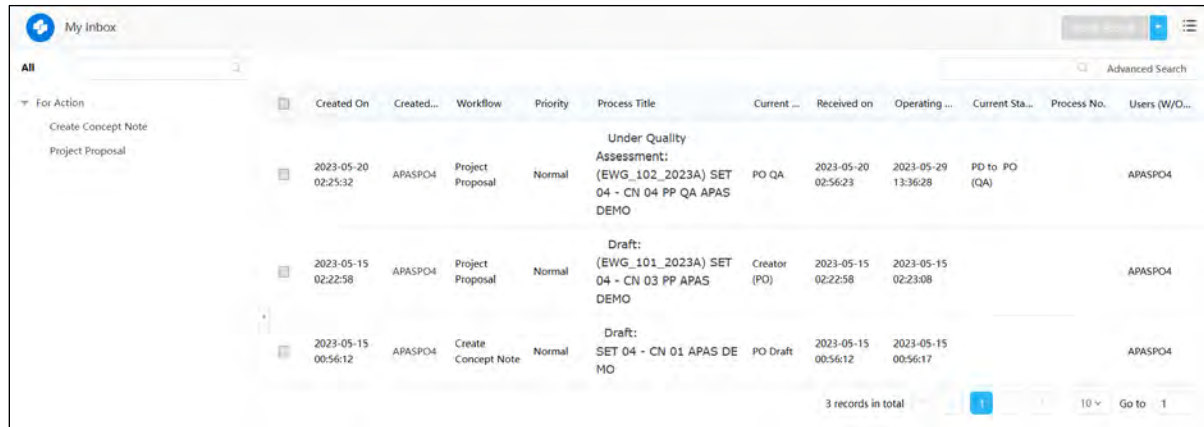 My Inbox
All
Advanced Search
For Action
Create Concept Note
Project Proposal
Created On Created... Workflow Priority Process Title Current ... Received on Operating ... Current Sta... Process No. Users (W/O...
2023-05-20 02:25:32 APASPO4 Project Proposal Normal Under Quality Assessment: (EWG_102_2023A) SET 04 - CN 04 PP QA APAS DEMO PO QA 2023-05-20 02:56:23 2023-05-29 13:36:28 PD to PO (QA) APASPO4
2023-05-15 02:22:58 APASPO4 Project Proposal Normal Draft: (EWG_101_2023A) SET 04 - CN 03 PP APAS DEMO Creator (PO) 2023-05-15 02:22:58 2023-05-15 02:23:08 APASPO4
2023-05-15 00:56:12 APASPO4 Create Concept Note Normal Draft: SET 04 - CN 01 APAS DE MO PO Draft 2023-05-15 00:56:12 2023-05-15 00:56:17 APASPO4
3 records in total 1 10 Go to 1